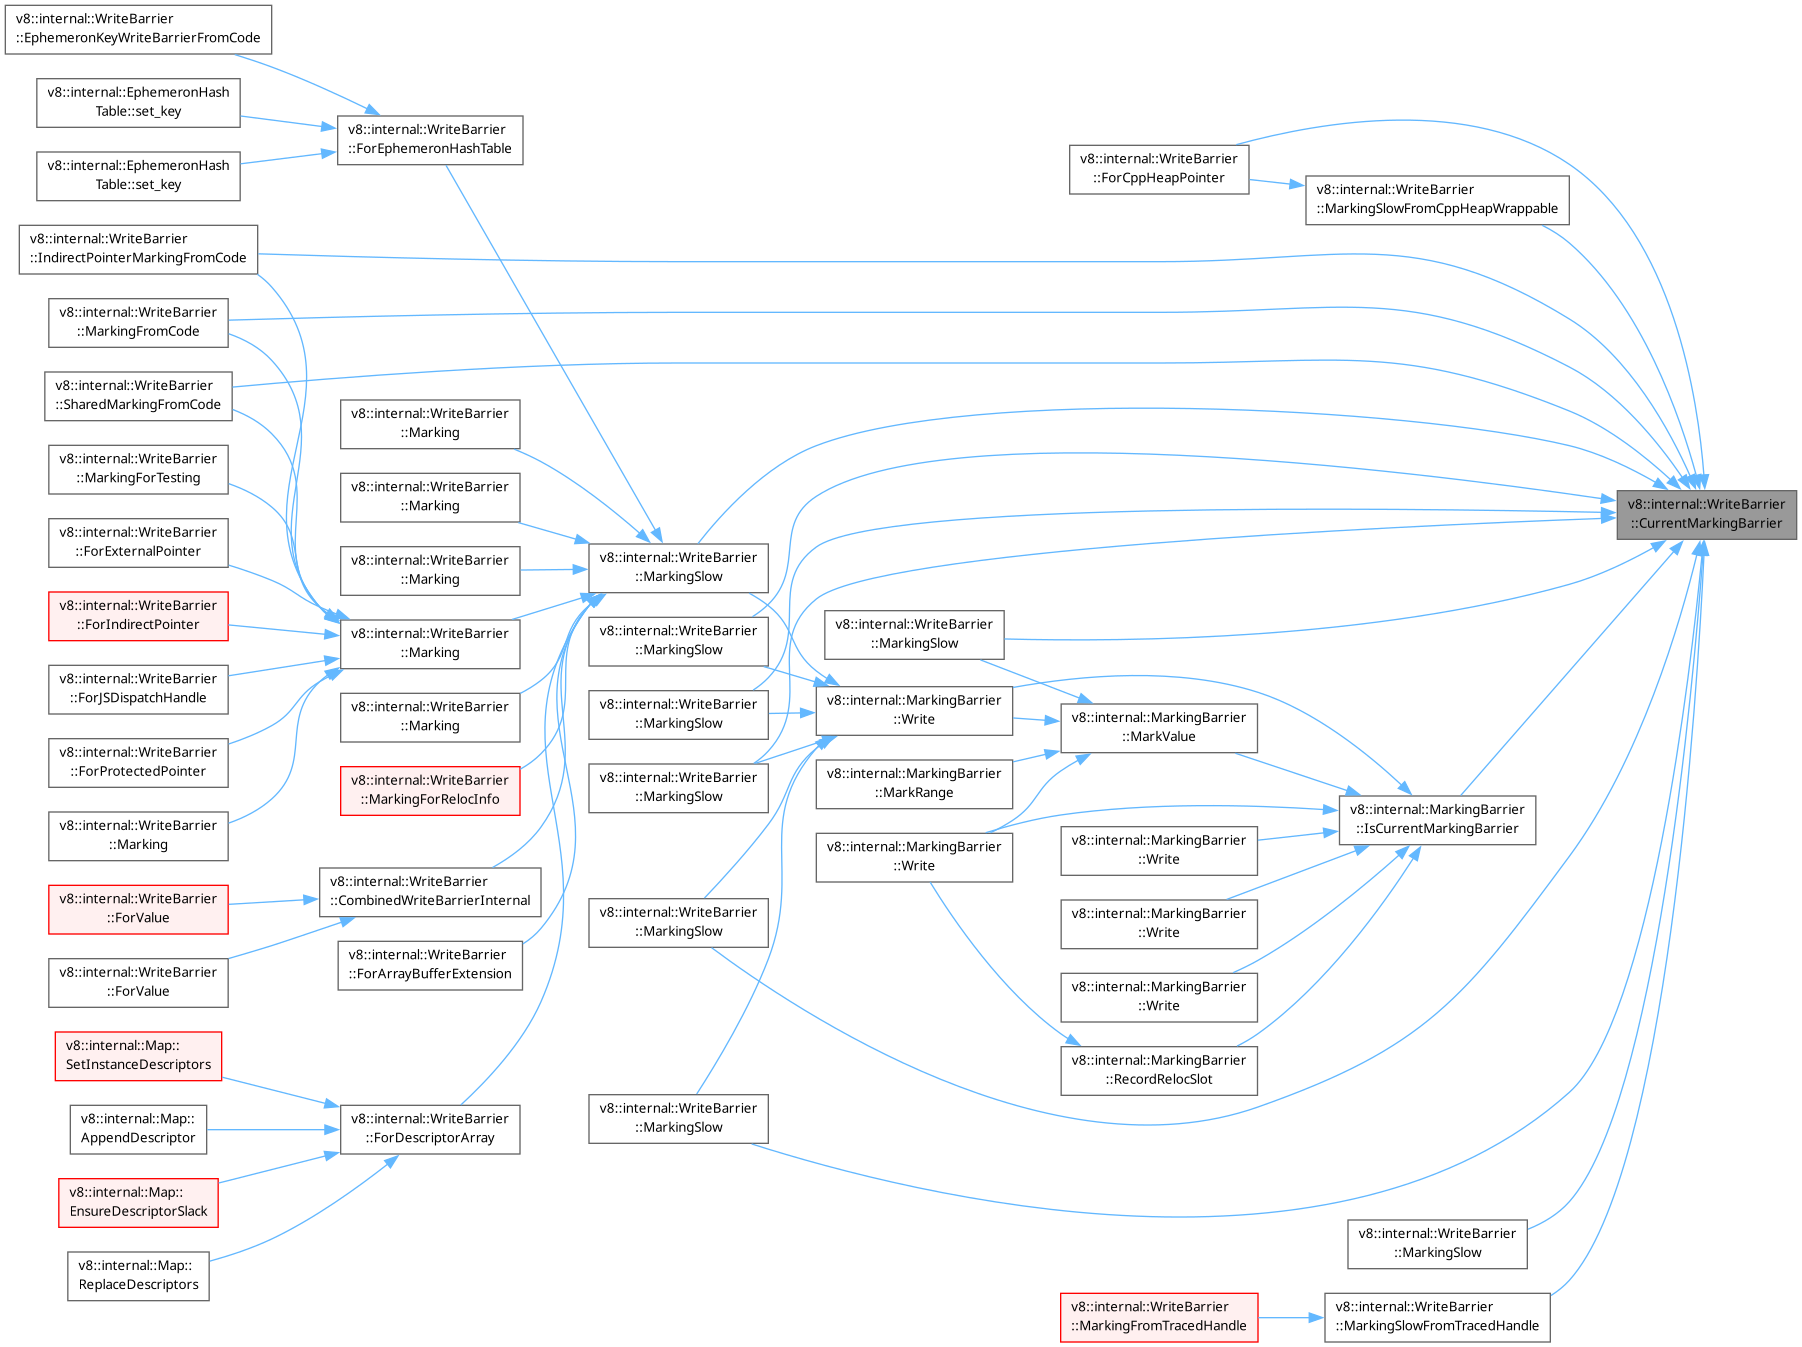 v8::internal::WriteBarrier
::EphemeronKeyWriteBarrierFromCode
v8::internal::EphemeronHash
Table::set_key
v8::internal::EphemeronHash
Table::set_key
v8::internal::WriteBarrier
::IndirectPointerMarkingFromCode
v8::internal::WriteBarrier
::MarkingFromCode
v8::internal::WriteBarrier
::SharedMarkingFromCode
v8::internal::WriteBarrier
::MarkingForTesting
v8::internal::WriteBarrier
::ForExternalPointer
v8::internal::WriteBarrier
::ForIndirectPointer
v8::internal::WriteBarrier
::ForJSDispatchHandle
v8::internal::WriteBarrier
::ForProtectedPointer
v8::internal::WriteBarrier
::Marking
v8::internal::WriteBarrier
::ForValue
v8::internal::WriteBarrier
::ForValue
v8::internal::Map::
SetInstanceDescriptors
v8::internal::Map::
AppendDescriptor
v8::internal::Map::
EnsureDescriptorSlack
v8::internal::Map::
ReplaceDescriptors
v8::internal::WriteBarrier
::ForEphemeronHashTable
v8::internal::WriteBarrier
::Marking
v8::internal::WriteBarrier
::Marking
v8::internal::WriteBarrier
::Marking
v8::internal::WriteBarrier
::Marking
v8::internal::WriteBarrier
::Marking
v8::internal::WriteBarrier
::MarkingForRelocInfo
v8::internal::WriteBarrier
::CombinedWriteBarrierInternal
v8::internal::WriteBarrier
::ForArrayBufferExtension
v8::internal::WriteBarrier
::ForDescriptorArray
v8::internal::WriteBarrier
::MarkingSlow
v8::internal::WriteBarrier
::MarkingSlow
v8::internal::WriteBarrier
::MarkingSlow
v8::internal::WriteBarrier
::MarkingSlow
v8::internal::WriteBarrier
::MarkingSlow
v8::internal::WriteBarrier
::MarkingSlow
v8::internal::WriteBarrier
::MarkingSlow
v8::internal::MarkingBarrier
::Write
v8::internal::MarkingBarrier
::MarkRange
v8::internal::MarkingBarrier
::Write
v8::internal::WriteBarrier
::ForCppHeapPointer
v8::internal::MarkingBarrier
::MarkValue
v8::internal::MarkingBarrier
::Write
v8::internal::MarkingBarrier
::Write
v8::internal::MarkingBarrier
::Write
v8::internal::MarkingBarrier
::RecordRelocSlot
v8::internal::WriteBarrier
::MarkingFromTracedHandle
v8::internal::WriteBarrier
::MarkingSlowFromCppHeapWrappable
v8::internal::MarkingBarrier
::IsCurrentMarkingBarrier
v8::internal::WriteBarrier
::MarkingSlow
v8::internal::WriteBarrier
::MarkingSlowFromTracedHandle
v8::internal::WriteBarrier
::CurrentMarkingBarrier